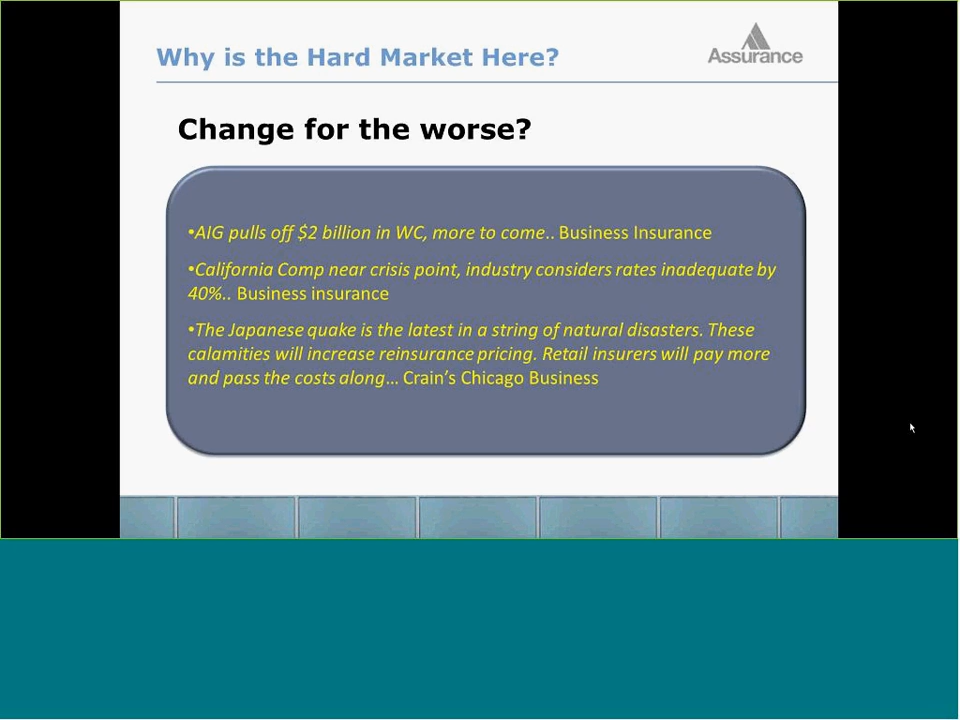 Why is the Hard Market Here?
Assurance
Change for the worse?
•AIG pulls off $2 billion in WC, more to come.. Business Insurance
•California Comp near crisis point, industry considers rates inadequate by
40%.. Business insurance
•The Japanese quake is the latest in a string of natural disasters. These
calamities will increase reinsurance pricing. Retail insurers will pay more
and pass the costs along… Crain’s Chicago Business